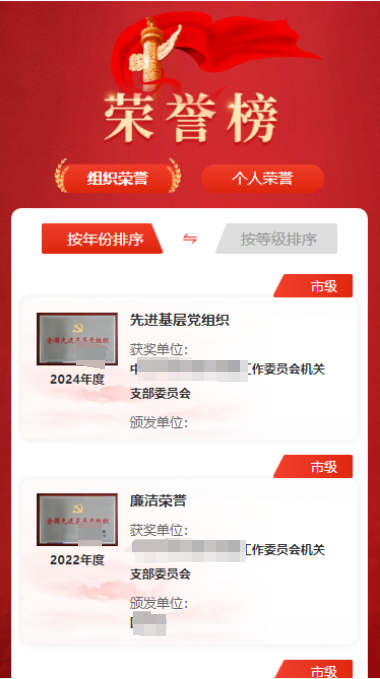 荣誉榜
组织荣誉 个人荣誉
按年份排序 ⇋ 按等级排序
市级
先进基层党组织
获奖单位：
工作委员会机关
2024年度
支部委员会
颁发单位：
市级
廉洁荣誉
获奖单位：
工作委员会机关
2022年度
支部委员会
颁发单位：
市级